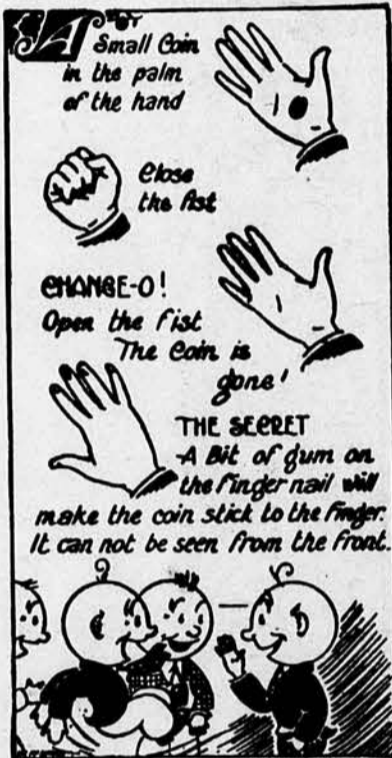 A
Small Coin
in the palm
of the hand
Close
the fist
CHANGE-O!
Open the Fist
The Coin is
gone!
THE SECRET
A Bit of gum on
the finger nail will
make the coin stick to the finger.
It can not be seen from the front.